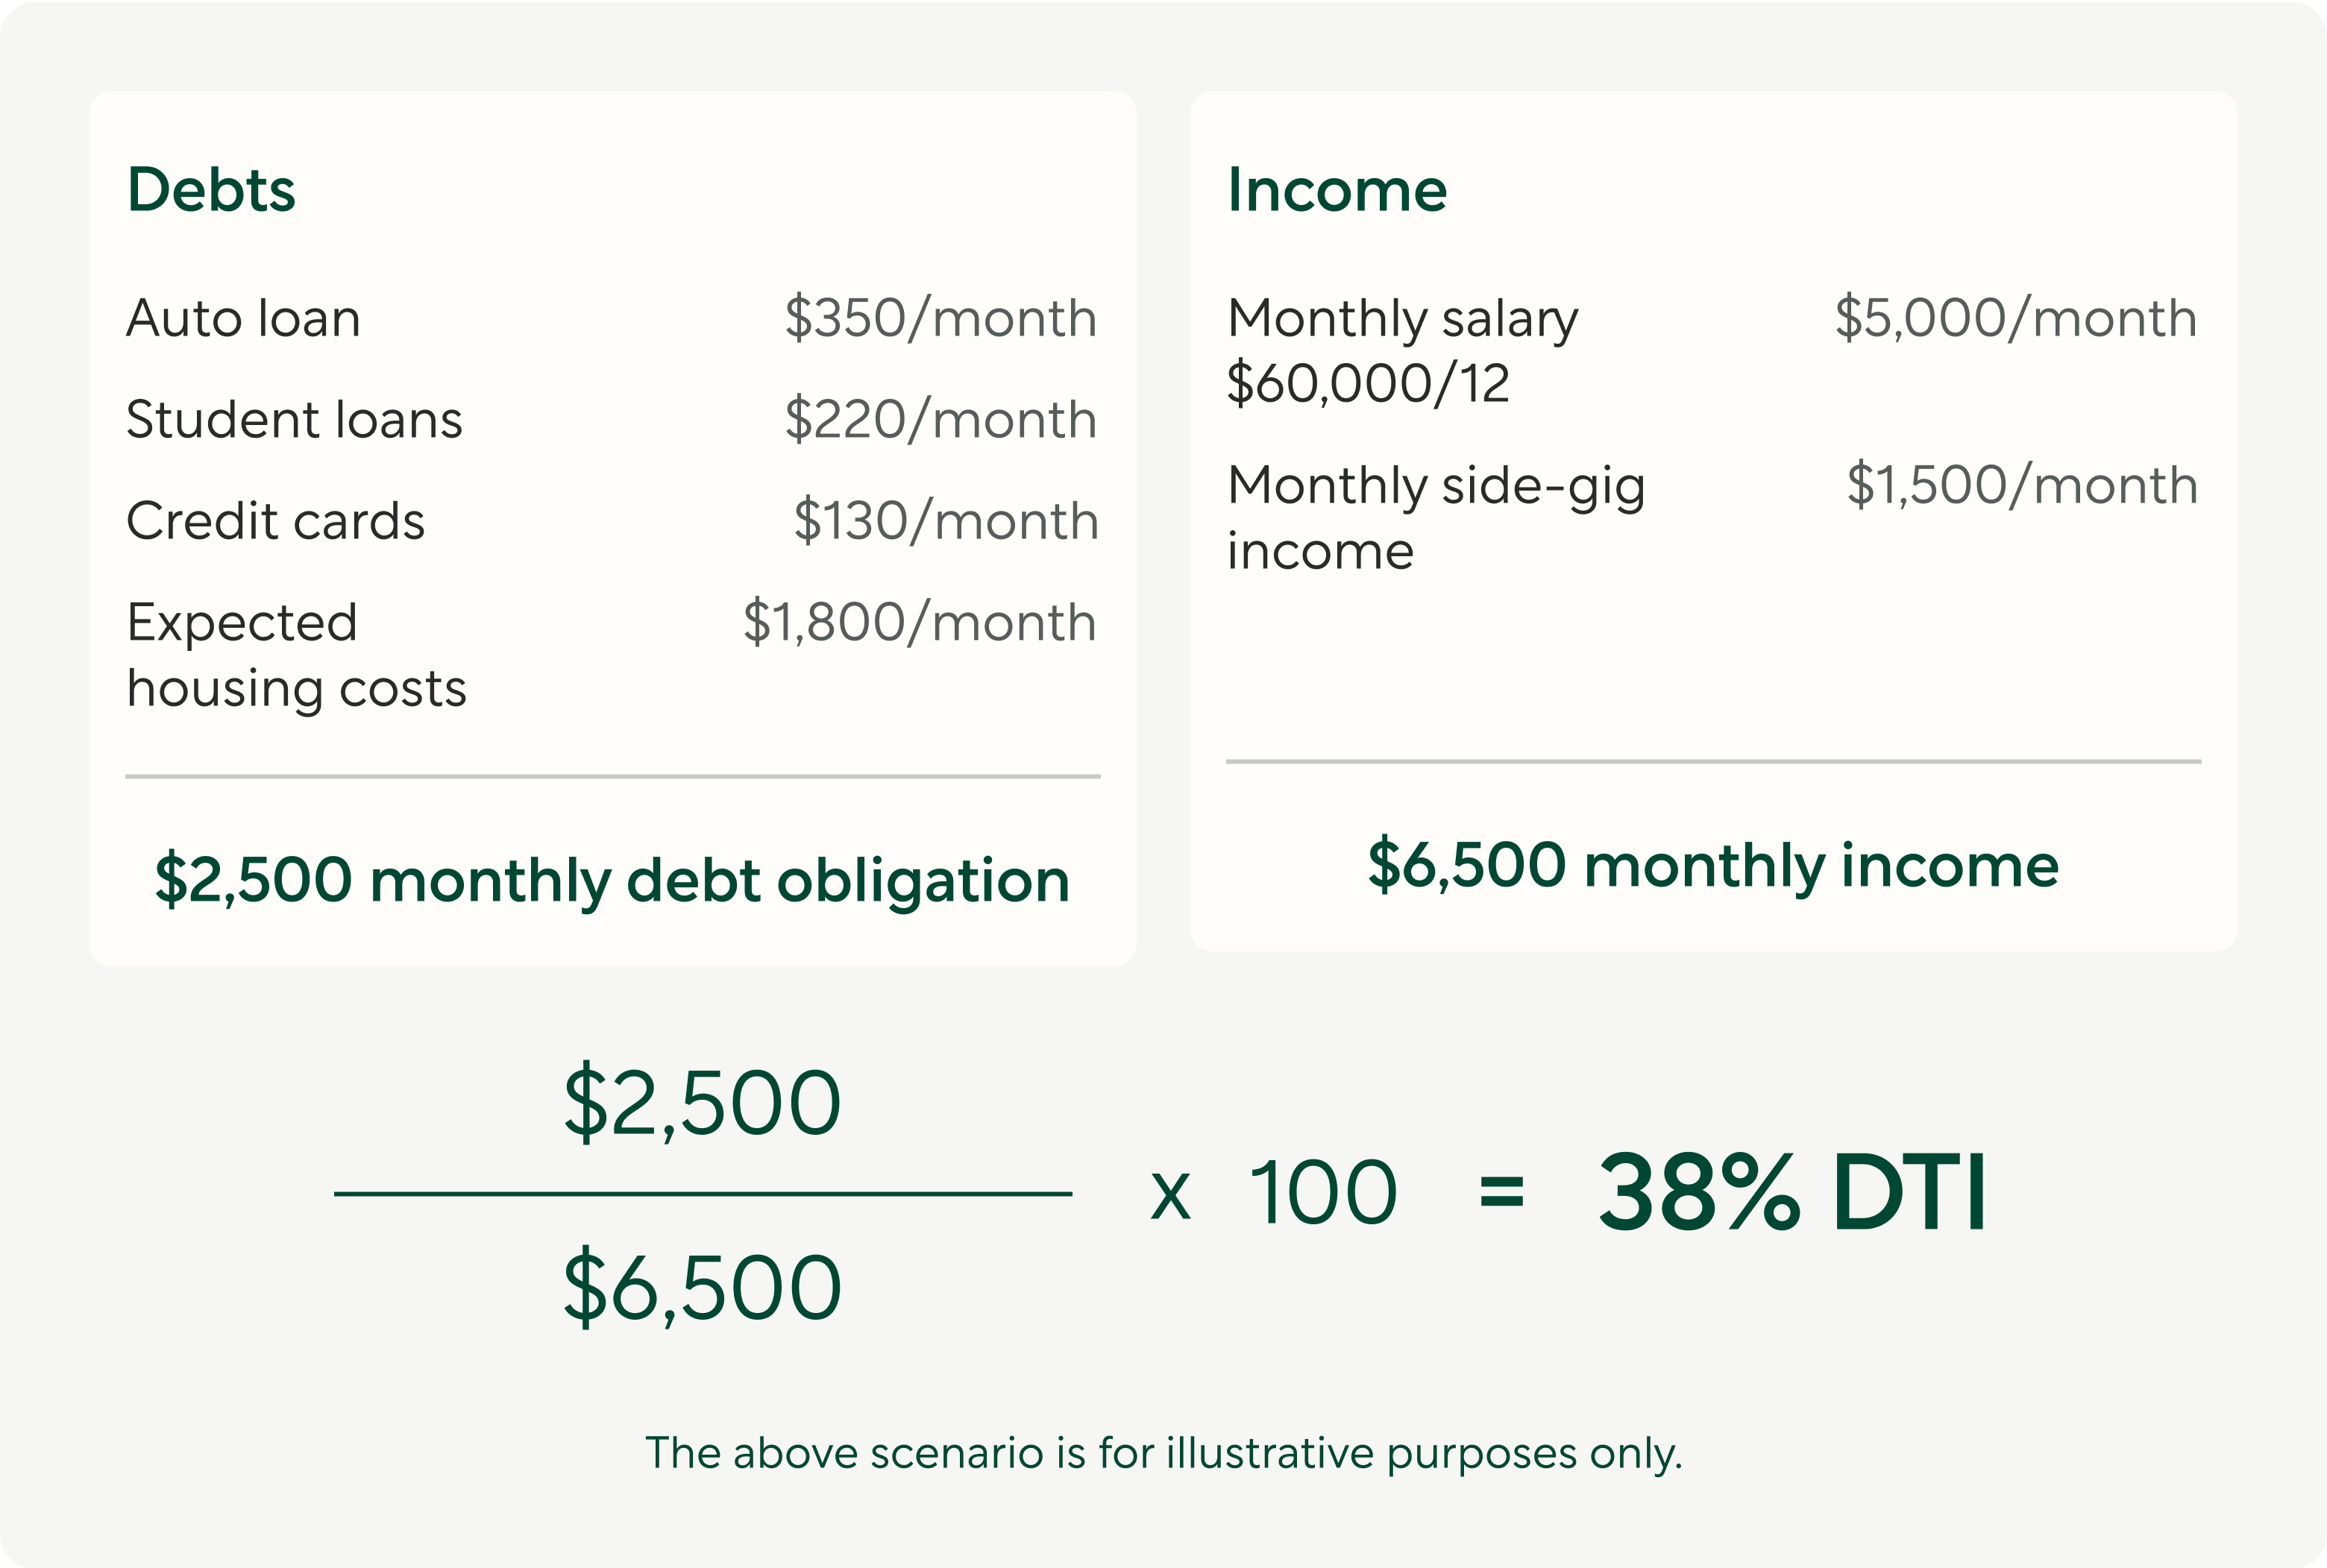 Debts
Auto loan $350/month
Student loans $220/month
Credit cards $130/month
Expected $1,800/month
housing costs
$2,500 monthly debt obligation
Income
Monthly salary $5,000/month
$60,000/12
Monthly side-gig $1,500/month
income
$6,500 monthly income
$2,500
x 100 = 38% DTI
$6,500
The above scenario is for illustrative purposes only.